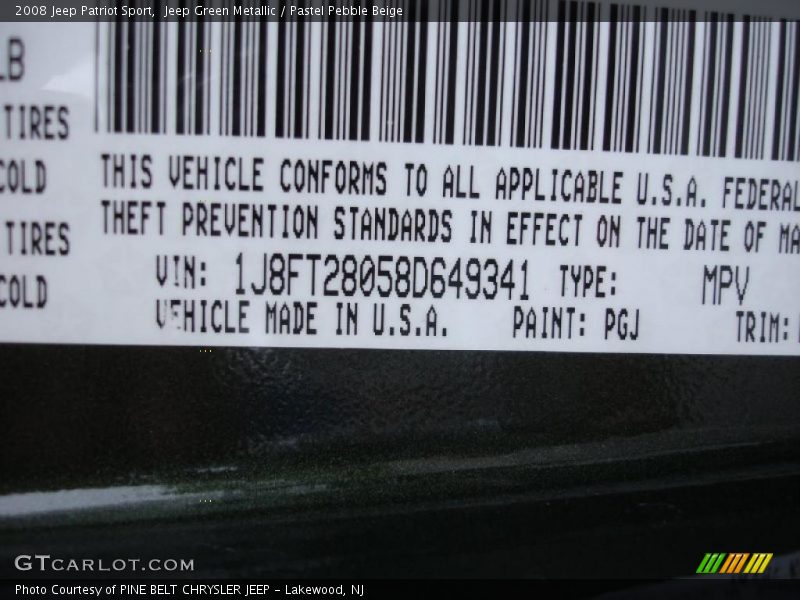 2008 Jeep Patriot Sport,  Jeep Green Metallic / Pastel Pebble Beige
LB
TIRES
COLD
TIRES
COLD
THIS VEHICLE CONFORMS TO ALL APPLICABLE U.S.A. FEDERAL
THEFT PREVENTION STANDARDS IN EFFECT ON THE DATE OF MA
VIN: 1J8FT28058D649341 TYPE: MPV
VEHICLE MADE IN U.S.A. PAINT: PGJ TRIM:
GTCARLOT.COM
Photo Courtesy of PINE BELT CHRYSLER JEEP - Lakewood, NJ